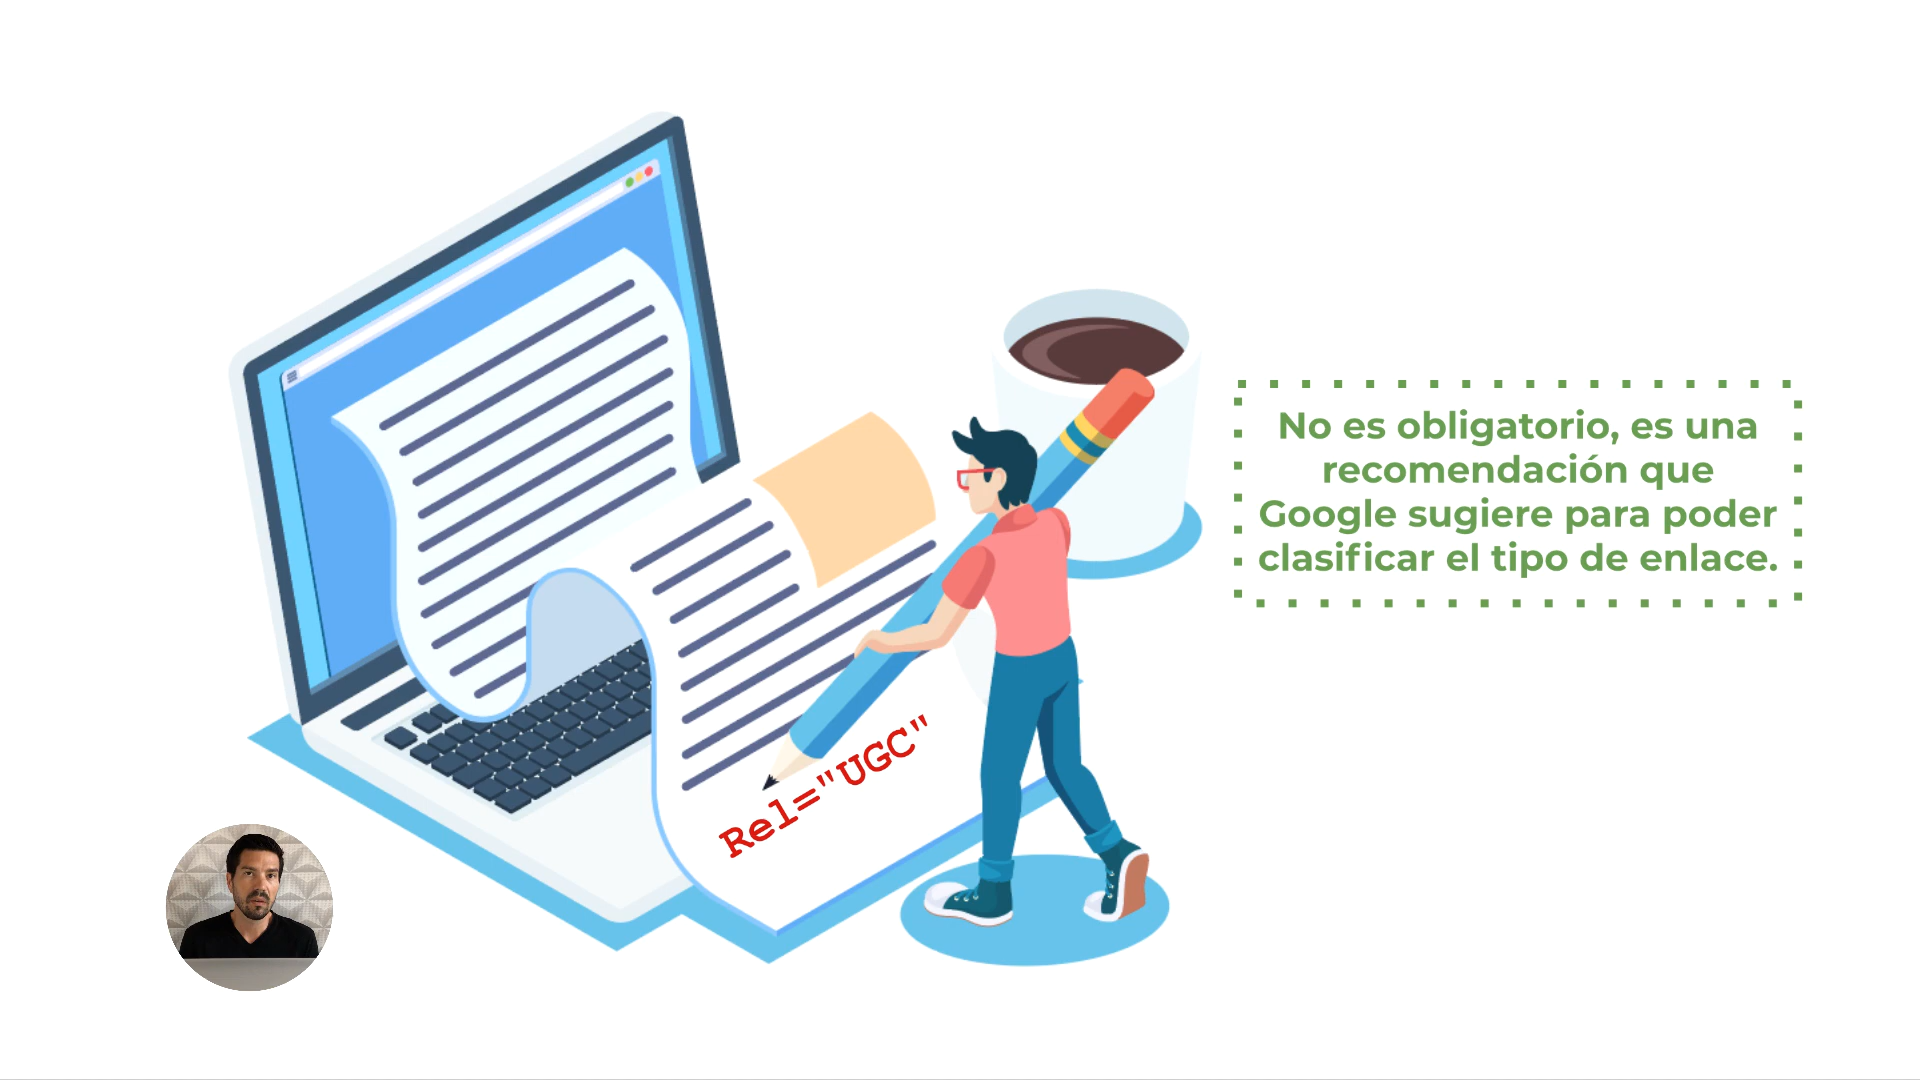 No es obligatorio, es una
recomendación que
Google sugiere para poder
clasificar el tipo de enlace.
Rel="UGC"